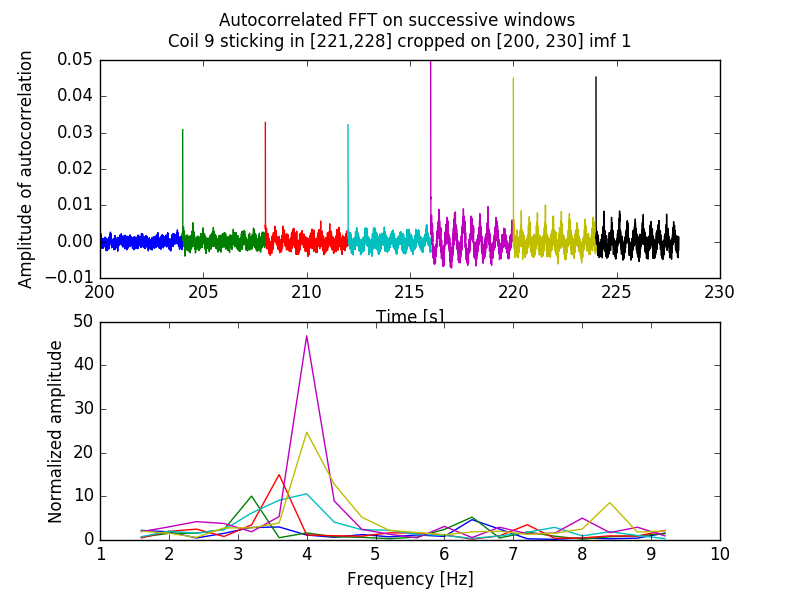 Autocorrelated FFT on successive windows
Coil 9 sticking in [221,228] cropped on [200, 230] imf 1
Amplitude of autocorrelation
0.05
0.04
0.03
0.02
0.01
0.00
−0.01
200 205 210 215 220 225 230
Time [s]
Normalized amplitude
50
40
30
20
10
0
1 2 3 4 5 6 7 8 9 10
Frequency [Hz]